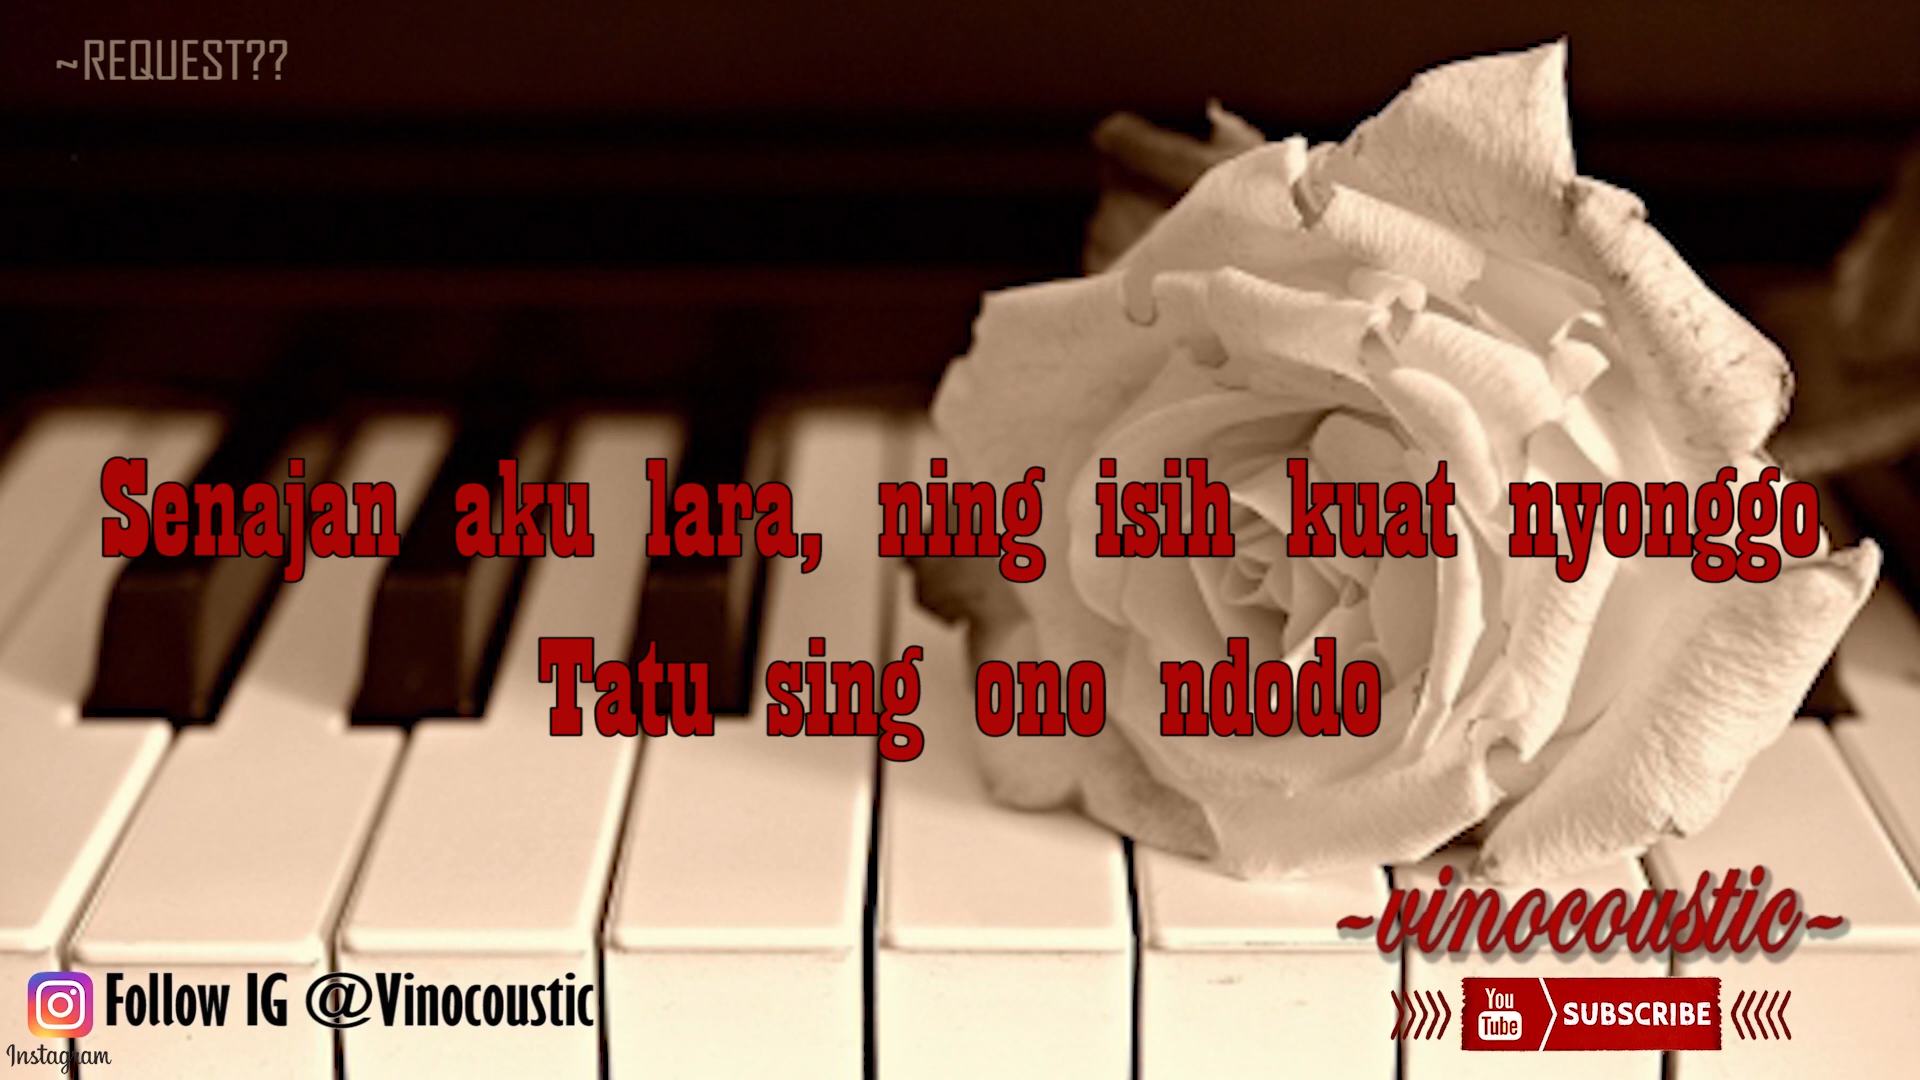 ~REQUEST??
Senajan aku lara, ning isih kuat nyonggo
Tatu sing ono ndodo
~vinocoustic~
Follow IG @Vinocoustic
You Tube SUBSCRIBE
Instagram